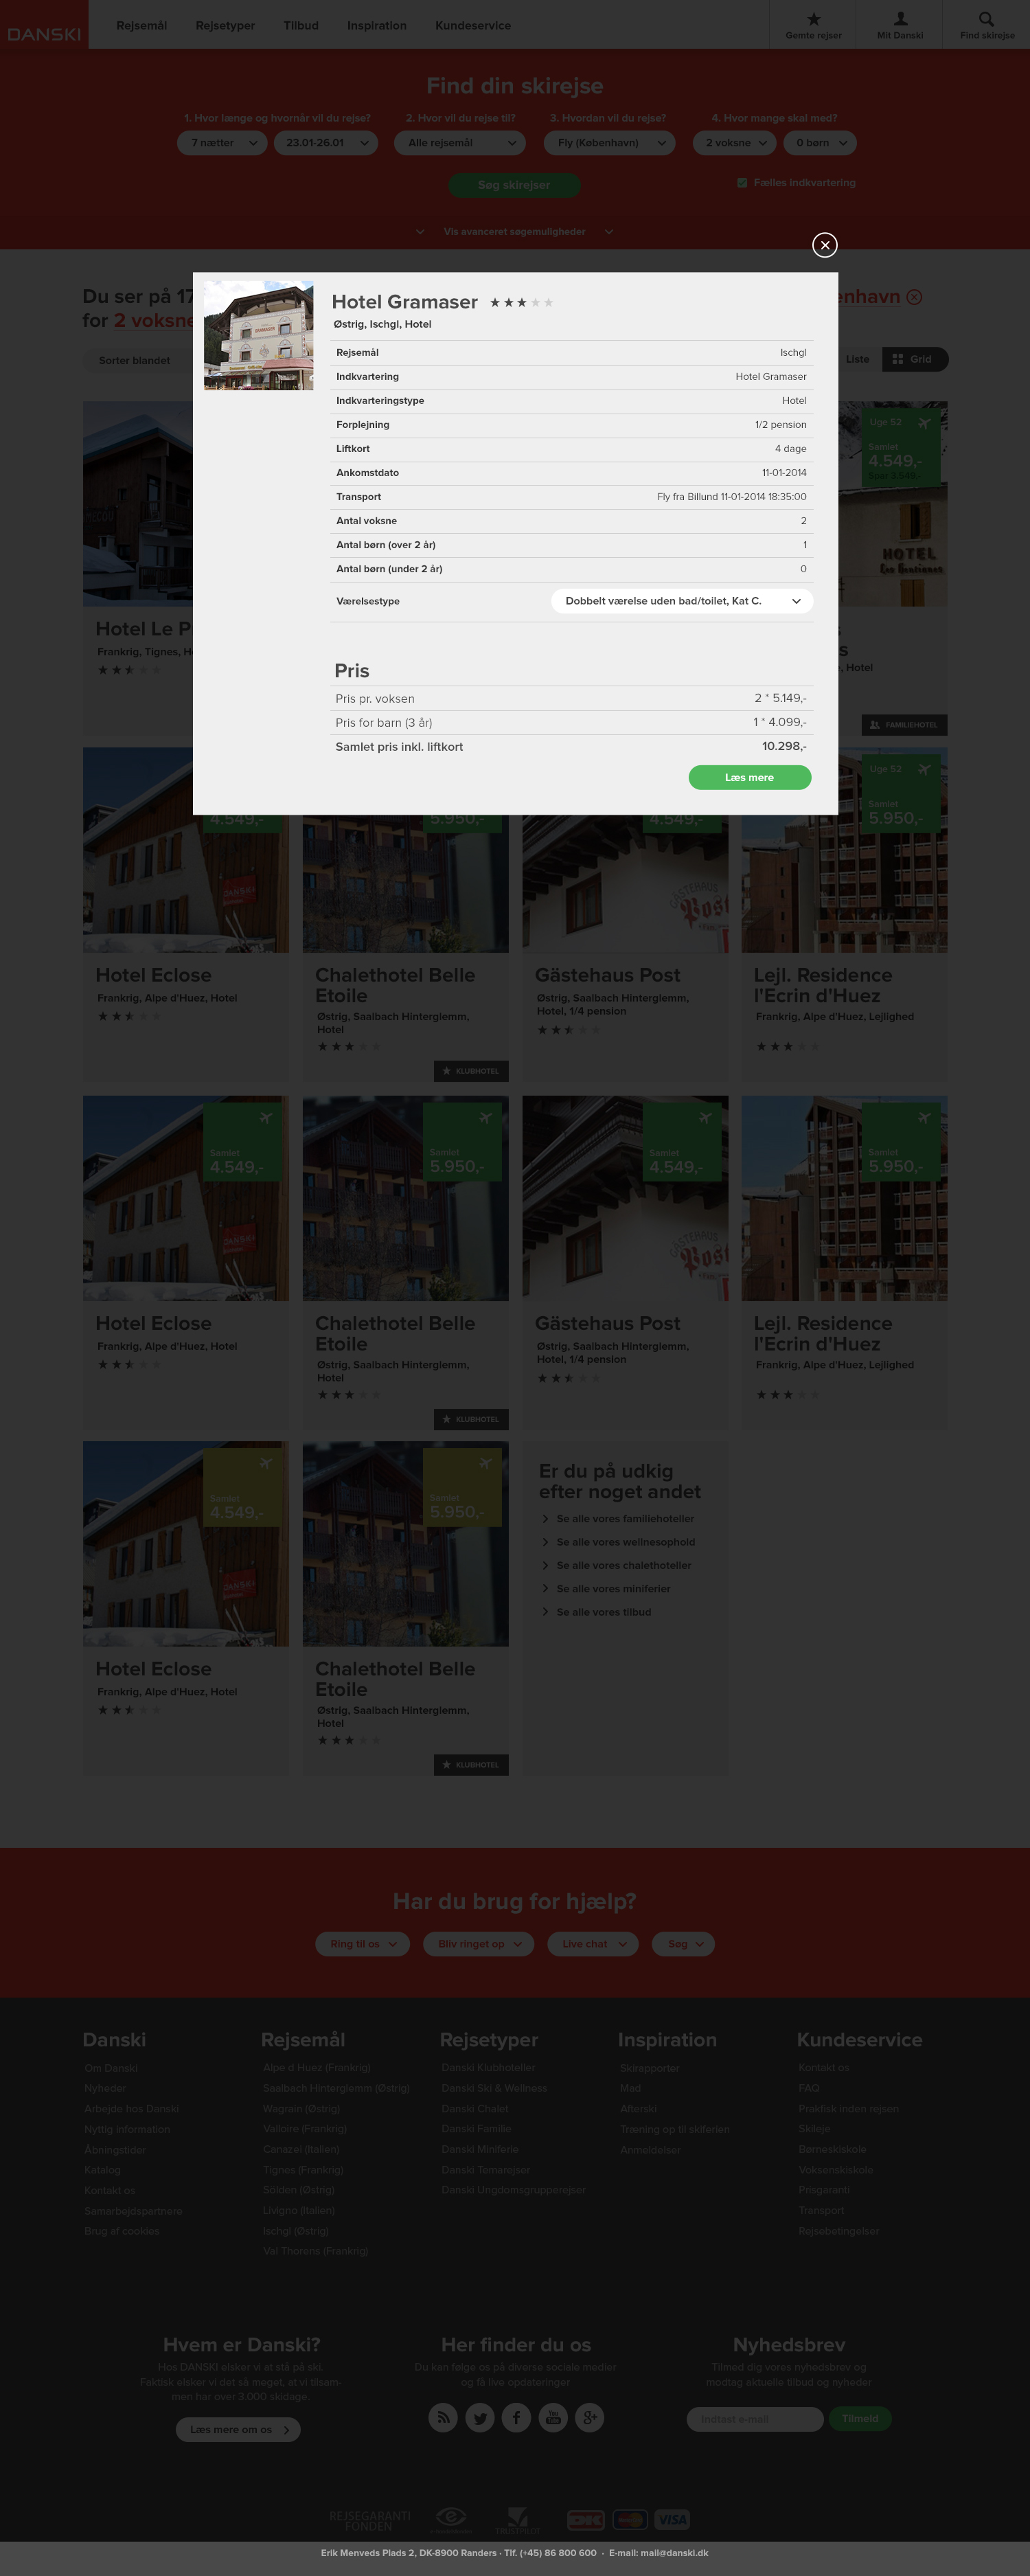 DANSKI
Rejsemål Rejsetyper Tilbud Inspiration Kundeservice
Gemte rejser Mit Danski Find skirejse
Find din skirejse
1. Hvor længe og hvornår vil du rejse? 2. Hvor vil du rejse til? 3. Hvordan vil du rejse? 4. Hvor mange skal med?
7 nætter 23.01-26.01 Alle rejsemål Fly (København) 2 voksne 0 børn
Søg skirejser
Fælles indkvartering
Vis avanceret søgemuligheder
Du ser på 17
for 2 voksne
Sorter blandet
Liste Grid
Hotel Gramaser
Østrig, Ischgl, Hotel
Rejsemål Ischgl
Indkvartering Hotel Gramaser
Indkvarteringstype Hotel
Forplejning 1/2 pension
Liftkort 4 dage
Ankomstdato 11-01-2014
Transport Fly fra Billund 11-01-2014 18:35:00
Antal voksne 2
Antal børn (over 2 år) 1
Antal børn (under 2 år) 0
Værelsestype Dobbelt værelse uden bad/toilet, Kat C.
Pris
Pris pr. voksen 2 * 5.149,-
Pris for barn (3 år) 1 * 4.099,-
Samlet pris inkl. liftkort 10.298,-
Læs mere
Uge 52
Samlet
4.549,-
HOTEL
Hotel Le P
Frankrig, Tignes, H
, Hotel
FAMILIEHOTEL
4.549,- 5.950,- 4.549,-
Uge 52
Samlet
5.950,-
DANSKI
GÄSTEHAUS
Post
Hotel Eclose
Frankrig, Alpe d'Huez, Hotel
Chalethotel Belle
Etoile
Østrig, Saalbach Hinterglemm,
Hotel
KLUBHOTEL
Gästehaus Post
Østrig, Saalbach Hinterglemm,
Hotel, 1/4 pension
Lejl. Residence
l'Ecrin d'Huez
Frankrig, Alpe d'Huez, Lejlighed
Samlet Samlet Samlet Samlet
4.549,- 5.950,- 4.549,- 5.950,-
DANSKI
GÄSTEHAUS
Post
Hotel Eclose
Frankrig, Alpe d'Huez, Hotel
Chalethotel Belle
Etoile
Østrig, Saalbach Hinterglemm,
Hotel
KLUBHOTEL
Gästehaus Post
Østrig, Saalbach Hinterglemm,
Hotel, 1/4 pension
Lejl. Residence
l'Ecrin d'Huez
Frankrig, Alpe d'Huez, Lejlighed
Samlet Samlet
4.549,- 5.950,-
DANSKI
Hotel Eclose
Frankrig, Alpe d'Huez, Hotel
Chalethotel Belle
Etoile
Østrig, Saalbach Hinterglemm,
Hotel
KLUBHOTEL
Er du på udkig
efter noget andet
Se alle vores familiehoteller
Se alle vores wellnesophold
Se alle vores chalethoteller
Se alle vores miniferier
Se alle vores tilbud
Har du brug for hjælp?
Ring til os Bliv ringet op Live chat Søg
Danski
Om Danski
Nyheder
Arbejde hos Danski
Nyttig information
Åbningstider
Katalog
Kontakt os
Samarbejdspartnere
Brug af cookies
Rejsemål
Alpe d Huez (Frankrig)
Saalbach Hinterglemm (Østrig)
Wagrain (Østrig)
Valloire (Frankrig)
Canazei (Italien)
Tignes (Frankrig)
Sölden (Østrig)
Livigno (Italien)
Ischgl (Østrig)
Val Thorens (Frankrig)
Rejsetyper
Danski Klubhoteller
Danski Ski & Wellness
Danski Chalet
Danski Familie
Danski Miniferie
Danski Temarejser
Danski Ungdomsgrupperejser
Inspiration
Skirapporter
Mad
Afterski
Træning op til skiferien
Anmeldelser
Kundeservice
Kontakt os
FAQ
Praktisk inden rejsen
Skileje
Børneskiskole
Voksenskiskole
Prisgaranti
Transport
Rejsebetingelser
Hvem er Danski?
Hos DANSKI elsker vi at stå på ski.
Faktisk elsker vi det så meget, at vi tilsam-
men har over 3.000 skidage.
Læs mere om os
Her finder du os
Du kan følge os på diverse sociale medier
og få live opdateringer
You
Tube
Nyhedsbrev
Tilmed dig vores nyhedsbrev og
modtag aktuelle tilbud og nyheder
Indtast e-mail Tilmeld
REJSEGARANTI
FONDEN
TRUSTPILOT
DK
MasterCard
VISA
Erik Menveds Plads 2, DK-8900 Randers · Tlf. (+45) 86 800 600 · E-mail: mail@danski.dk